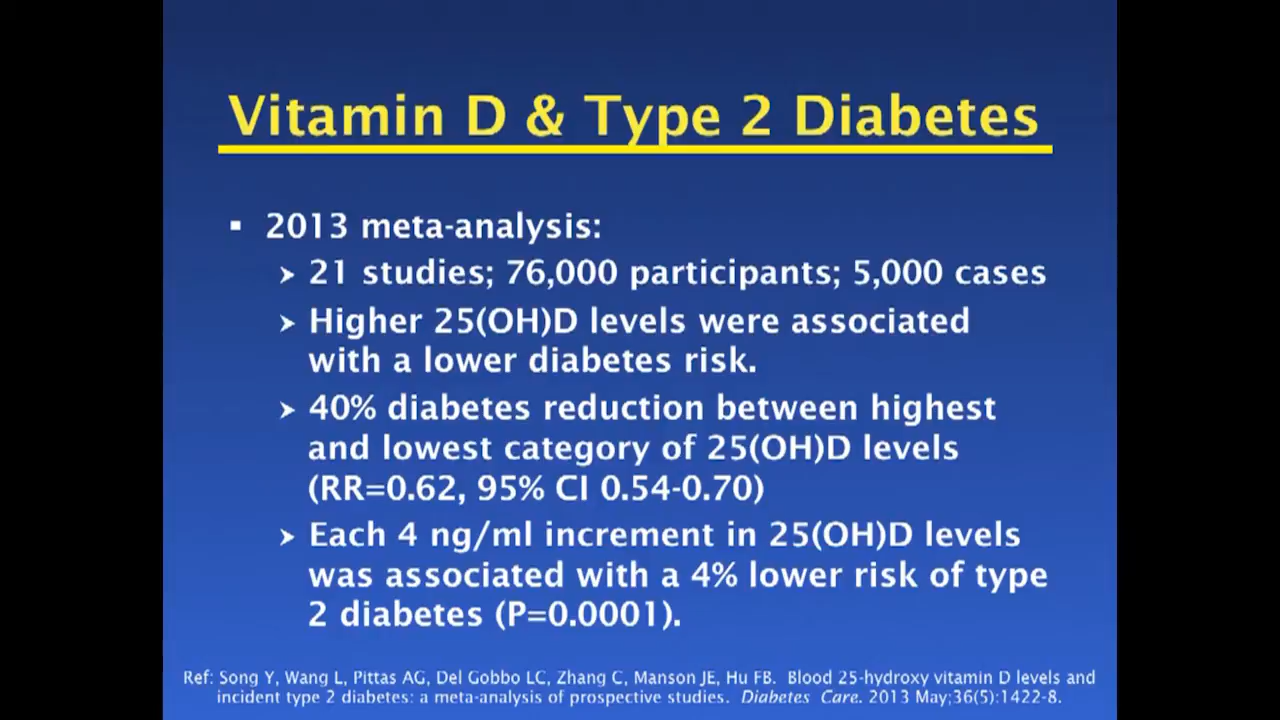 Vitamin D & Type 2 Diabetes
▪ 2013 meta-analysis:
➤ 21 studies; 76,000 participants; 5,000 cases
➤ Higher 25(OH)D levels were associated
with a lower diabetes risk.
➤ 40% diabetes reduction between highest
and lowest category of 25(OH)D levels
(RR=0.62, 95% CI 0.54-0.70)
➤ Each 4 ng/ml increment in 25(OH)D levels
was associated with a 4% lower risk of type
2 diabetes (P=0.0001).
Ref: Song Y, Wang L, Pittas AG, Del Gobbo LC, Zhang C, Manson JE, Hu FB. Blood 25-hydroxy vitamin D levels and
incident type 2 diabetes: a meta-analysis of prospective studies. Diabetes Care. 2013 May;36(5):1422-8.